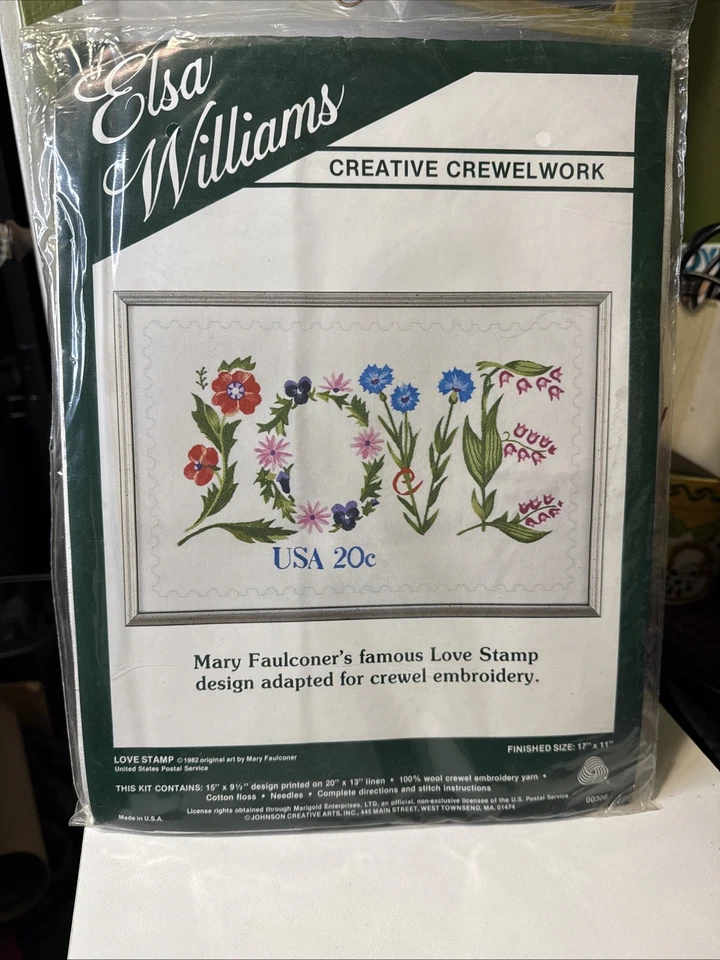 Elsa
Williams
CREATIVE CREWELWORK
LOVE
USA 20c
Mary Faulconer's famous Love Stamp
design adapted for crewel embroidery.
FINISHED SIZE: 17" x 11"
LOVE STAMP © 1982 original art by Mary Faulconer
United States Postal Service
THIS KIT CONTAINS: 15" x 9½" design printed on 20" x 13" linen • 100% wool crewel embroidery yarn •
Cotton floss • Needles • Complete directions and stitch instructions
License rights obtained through Marigold Enterprises, LTD, an official, non-exclusive licensee of the U.S. Postal Service
Made in U.S.A.
© JOHNSON CREATIVE ARTS, INC., 445 MAIN STREET, WEST TOWNSEND, MA. 01474